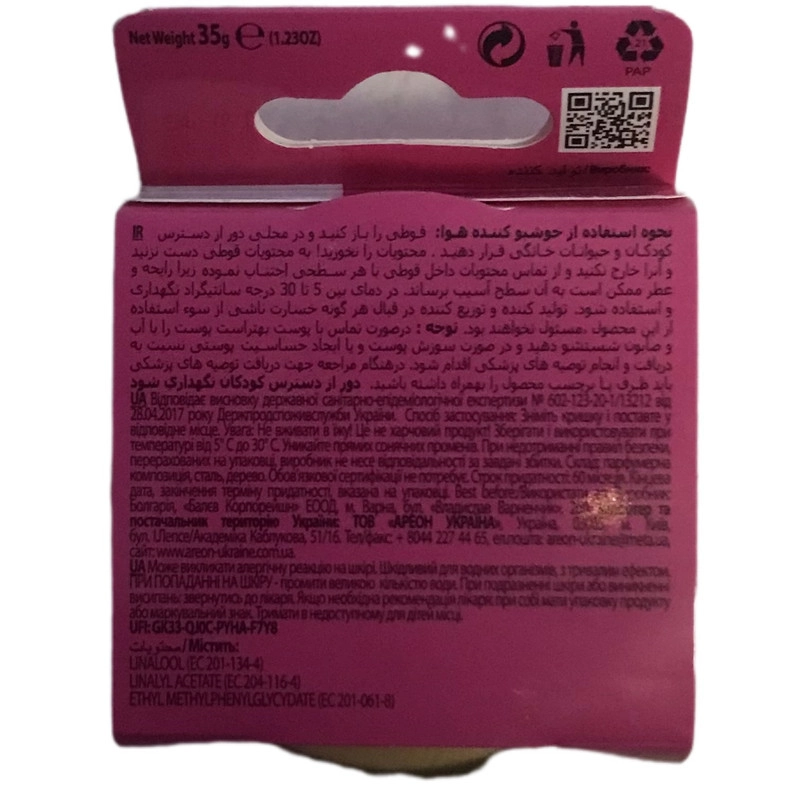 Net Weight 35g ℮ (1.23OZ)
21
PAP
تولید کننده/Виробник:
نحوه استفاده از خوشبو کننده هوا: قوطی را باز کنید و در محلی دور از دسترس IR
کودکان و حیوانات خانگی قرار دهید . محتویات را نخورید! به محتویات قوطی دست نزنید
و آنرا خارج نکنید و از تماس محتویات داخل قوطی با هر سطحی اجتناب نموده زیرا رایحه و
عطر ممکن است به آن سطح آسیب برساند. در دمای بین 5 تا 30 درجه سانتیگراد نگهداری
و استفاده شود. تولید کننده و توزیع کننده در قبال هر گونه خسارت ناشی از سوء استفاده
از این محصول ,مسئول نخواهند بود. توجه : درصورت تماس با پوست بهتراست پوست را با آب
و صابون شستشو دهید و در صورت سوزش پوست و یا ایجاد حساسیت پوستی نسبت به
دریافت و انجام توصیه های پزشکی اقدام شود. درهنگام مراجعه جهت دریافت توصیه های پزشکی
باید ظرف یا برچسب محصول را بهمراه داشته باشید. دور از دسترس کودکان نگهداری شود
UA Відповідає висновку державної санітарно-епідеміологічної експертизи № 602-123-20-1/13212 від
28.04.2017 року Держпродспоживслужби України. Спосіб застосування: Зніміть кришку і поставте у
відповідне місце. Увага: Не вживати в їжу! Це не харчовий продукт! Зберігати і використовувати при
температурі від 5° C до 30° C. Уникайте прямих сонячних променів. При недотриманні правил безпеки
перерахованих на упаковці, виробник не несе відповідальності за завдані збитки. Склад: парфумерна
композиція, сталь, дерево. Обов'язкової сертифікації не потребує. Строк придатності: 60 місяців. Кінцева
дата, закінчення терміну придатності, вказана на упаковці. Best before/Використати
Болгарія, «Балев Корпорейшн» ЕООД, м. Варна, бул. «Владислав Варненчик» та
постачальник територію України: ТОВ «АРЕОН УКРАЇНА», Україна, м. Київ,
бул. І.Лепсе/Академіка Каблукова, 51/16. Тел/факс: + 8044 227 44 65, ел.пошта: areon-ukraine@meta.ua,
сайт: www.areon-ukraine.com.ua.
UA Може викликати алергічну реакцію на шкірі. Шкідливий для водних організмів, з тривалим ефектом.
ПРИ ПОПАДАННІ НА ШКІРУ - промити великою кількістю води. При подразненні шкіри або виникненні
висипань: звернутись до лікаря. Якщо необхідна рекомендація лікаря: при собі мати упаковку продукту
або маркувальний знак. Тримати в недоступному для дітей місці.
UFI: GK33-QJ0C-PYHA-F7Y8
محتویات/Містить:
LINALOOL (EC 201-134-4)
LINALYL ACETATE (EC 204-116-4)
ETHYL METHYLPHENYLGLYCYDATE (EC 201-061-8)